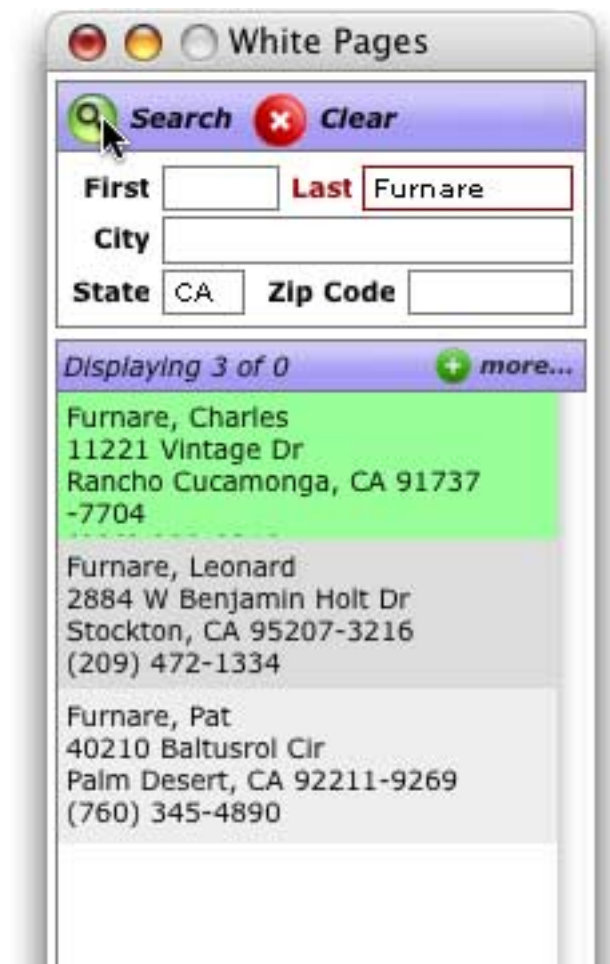 White Pages
Search Clear
First Last Furnare
City
State CA Zip Code
Displaying 3 of 0 more...
Furnare, Charles
11221 Vintage Dr
Rancho Cucamonga, CA 91737
-7704
Furnare, Leonard
2884 W Benjamin Holt Dr
Stockton, CA 95207-3216
(209) 472-1334
Furnare, Pat
40210 Baltusrol Cir
Palm Desert, CA 92211-9269
(760) 345-4890